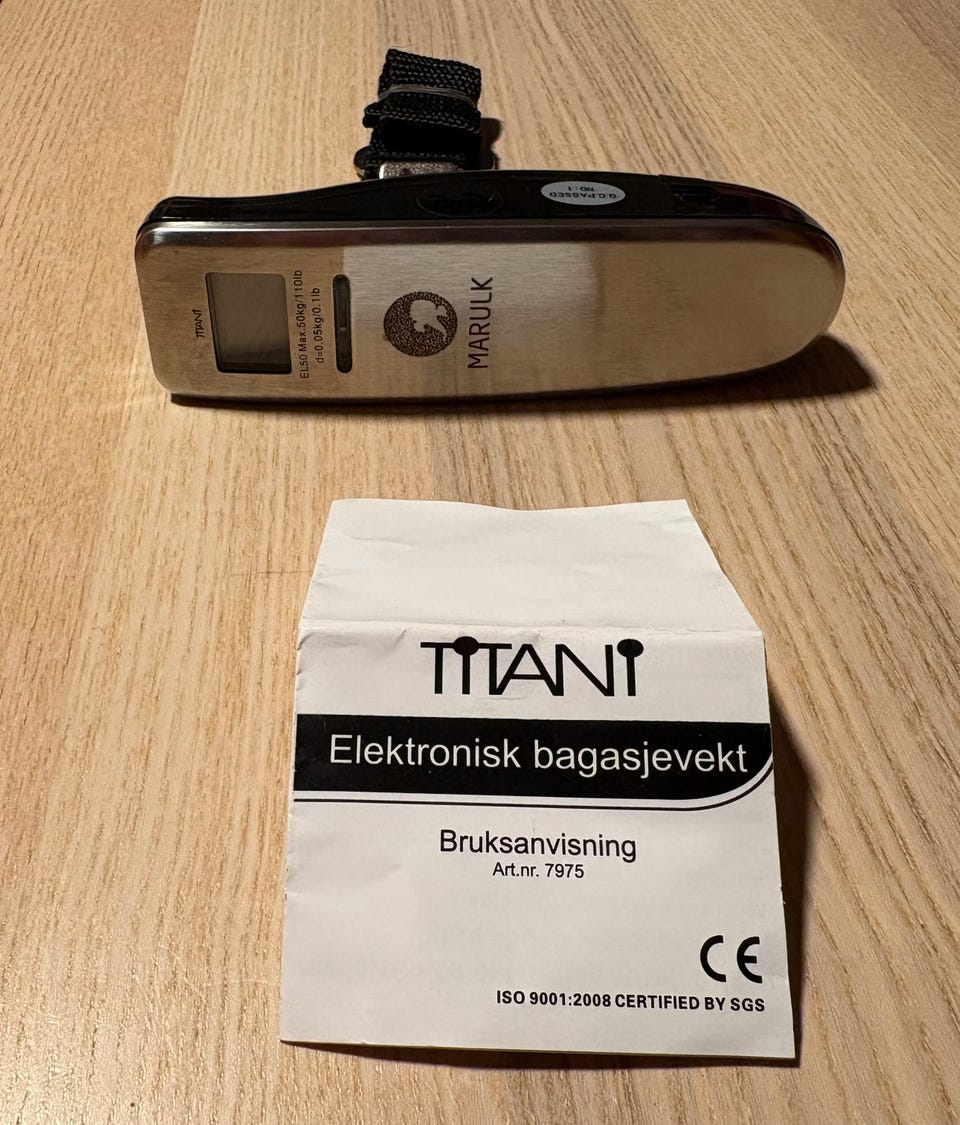 Q.C.PASSED
NO:1
TiTANi
EL50 Max.50kg/110lb
d=0.05kg/0.1lb
MARULK
TiTANi
Elektronisk bagasjevekt
Bruksanvisning
Art.nr. 7975
CE
ISO 9001:2008 CERTIFIED BY SGS